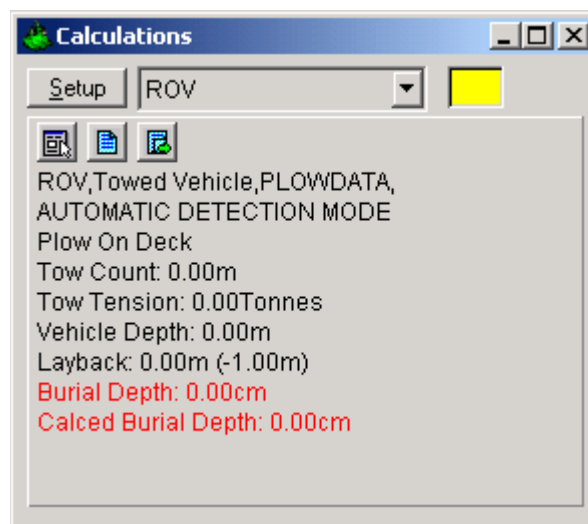 Calculations
Setup
ROV
ROV,Towed Vehicle,PLOWDATA,
AUTOMATIC DETECTION MODE
Plow On Deck
Tow Count: 0.00m
Tow Tension: 0.00Tonnes
Vehicle Depth: 0.00m
Layback: 0.00m (-1.00m)
Burial Depth: 0.00cm
Calced Burial Depth: 0.00cm